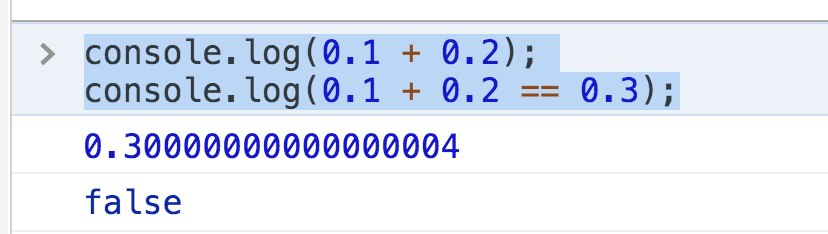 > console.log(0.1 + 0.2);
console.log(0.1 + 0.2 == 0.3);
0.30000000000000004
false